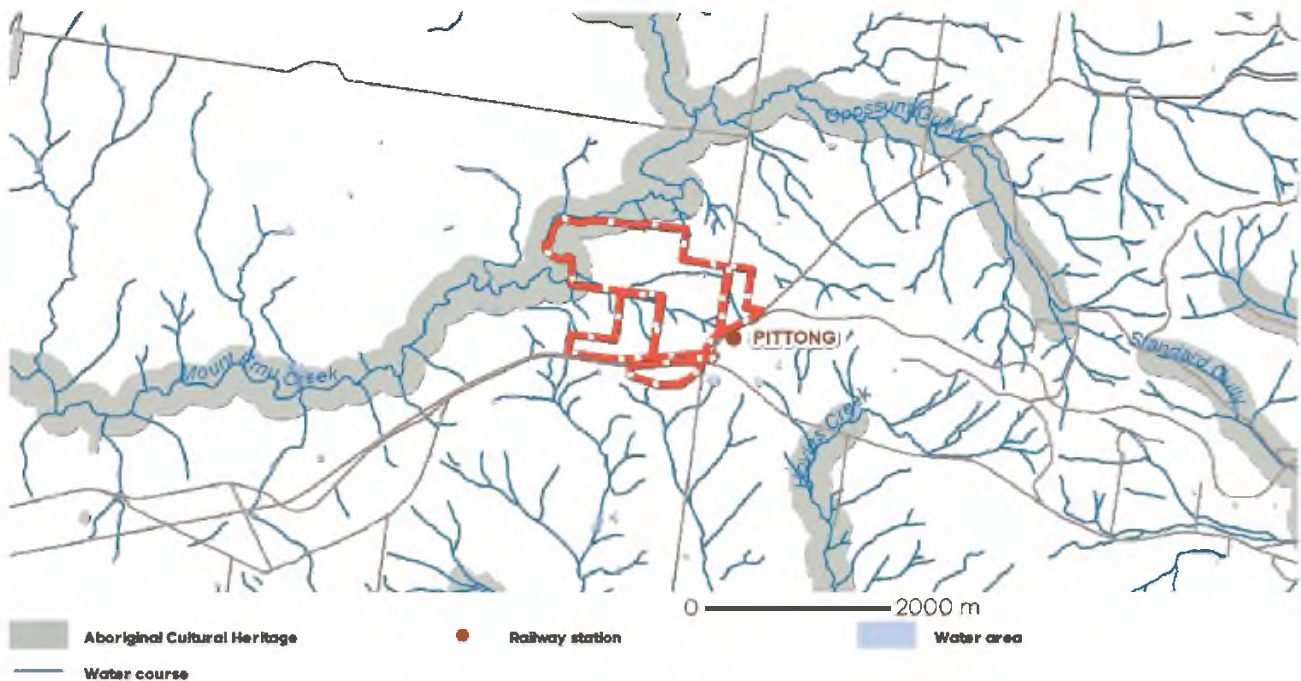 Opossum Gully
Mount Emu Creek
PITTONG
Standard Gully
Creek
0 2000 m
Aboriginal Cultural Heritage
Railway station
Water area
Water course